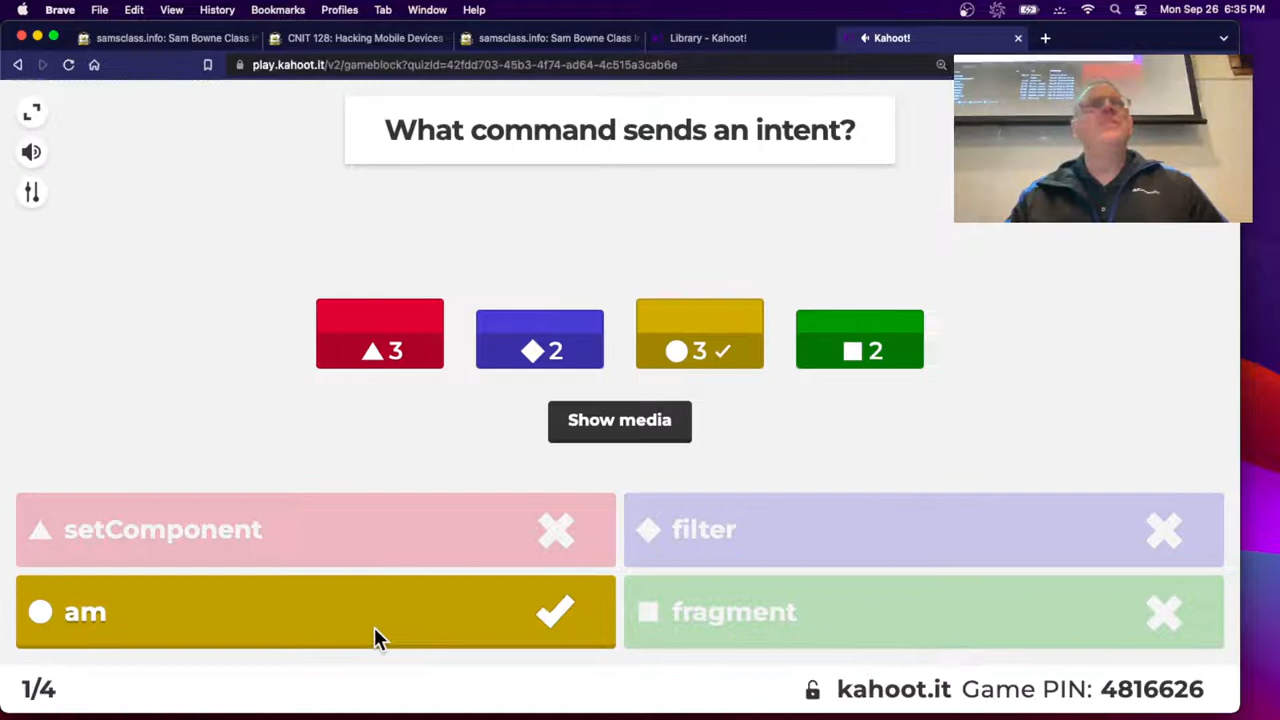 Brave File Edit View History Bookmarks Profiles Tab Window Help Mon Sep 26 6:35 PM
samsclass.info: Sam Bowne Class i CNIT 128: Hacking Mobile Devices samsclass.info: Sam Bowne Class I Library - Kahoot! Kahoot!
play.kahoot.it/v2/gameblock?quizId=42fdd703-45b3-4f74-ad64-4c515a3cab6e
What command sends an intent?
3 2 3 2
Show media
setComponent filter
am fragment
1/4 kahoot.it Game PIN: 4816626